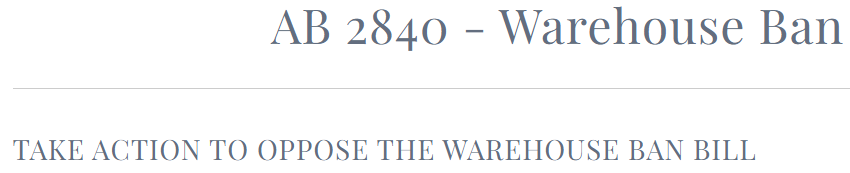 AB 2840 - Warehouse Ban
TAKE ACTION TO OPPOSE THE WAREHOUSE BAN BILL